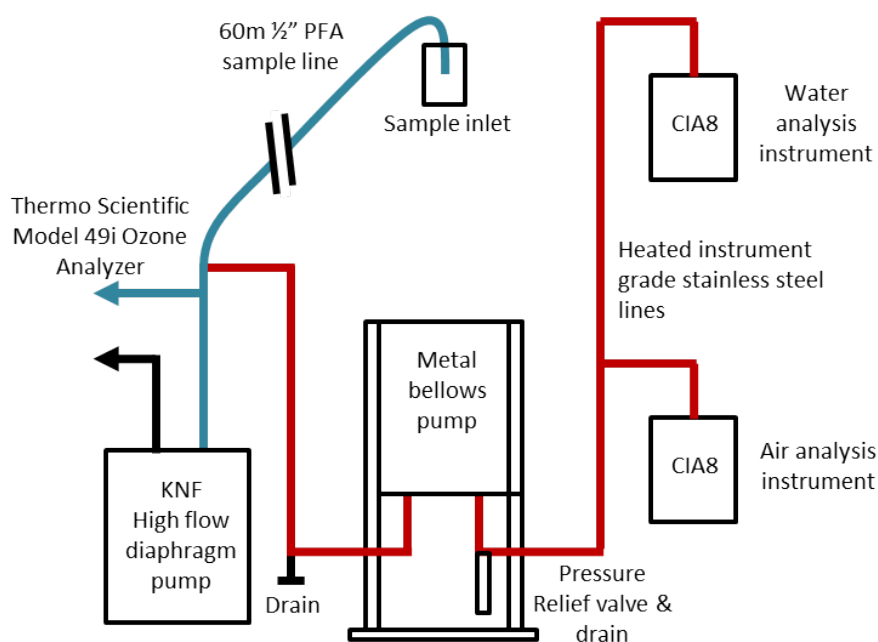 60m ½” PFA
sample line
Sample inlet
CIA8
Water
analysis
instrument
Thermo Scientific
Model 49i Ozone
Analyzer
Heated instrument
grade stainless steel
lines
Metal
bellows
pump
CIA8
Air analysis
instrument
KNF
High flow
diaphragm
pump
Drain
Pressure
Relief valve &
drain